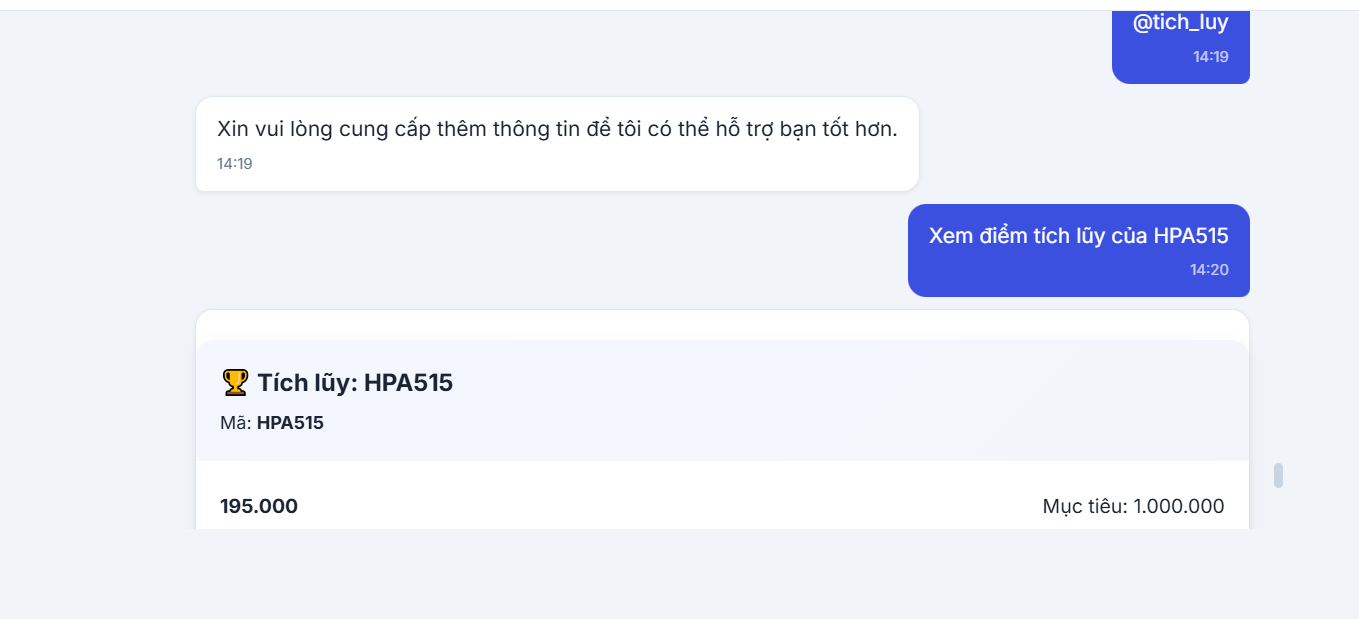 @tich_luy
14:19
Xin vui lòng cung cấp thêm thông tin để tôi có thể hỗ trợ bạn tốt hơn.
14:19
Xem điểm tích lũy của HPA515
14:20
Tích lũy: HPA515
Mã: HPA515
195.000
Mục tiêu: 1.000.000